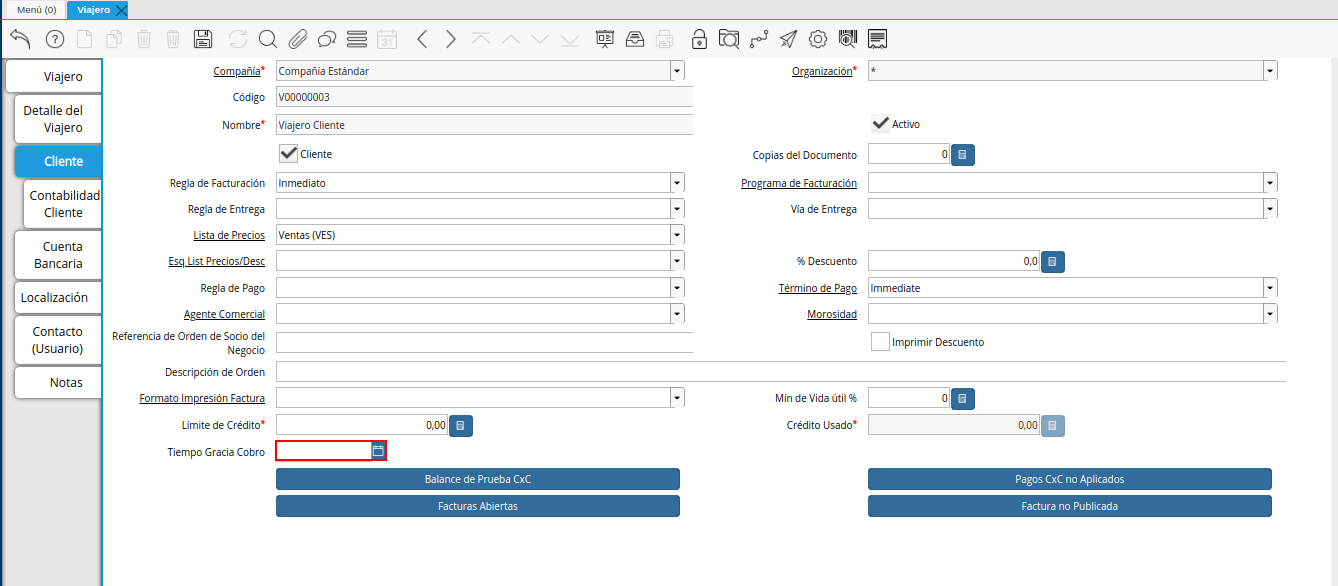 Menú (0)
Viajero
31
Viajero
Detalle del
Viajero
Cliente
Contabilidad
Cliente
Cuenta
Bancaria
Localización
Contacto
(Usuario)
Notas
Compañía* Compañía Estándar Organización* *
Código V00000003
Nombre* Viajero Cliente Activo
Cliente Copias del Documento 0
Regla de Facturación Inmediato Programa de Facturación
Regla de Entrega Vía de Entrega
Lista de Precios Ventas (VES)
Esq List Precios/Desc % Descuento 0,0
Regla de Pago Término de Pago Immediate
Agente Comercial Morosidad
Referencia de Orden de Socio del
Negocio Imprimir Descuento
Descripción de Orden
Formato Impresión Factura Mín de Vida útil % 0
Límite de Crédito* 0,00 Crédito Usado* 0,00
Tiempo Gracia Cobro
Balance de Prueba CxC Pagos CxC no Aplicados
Facturas Abiertas Factura no Publicada